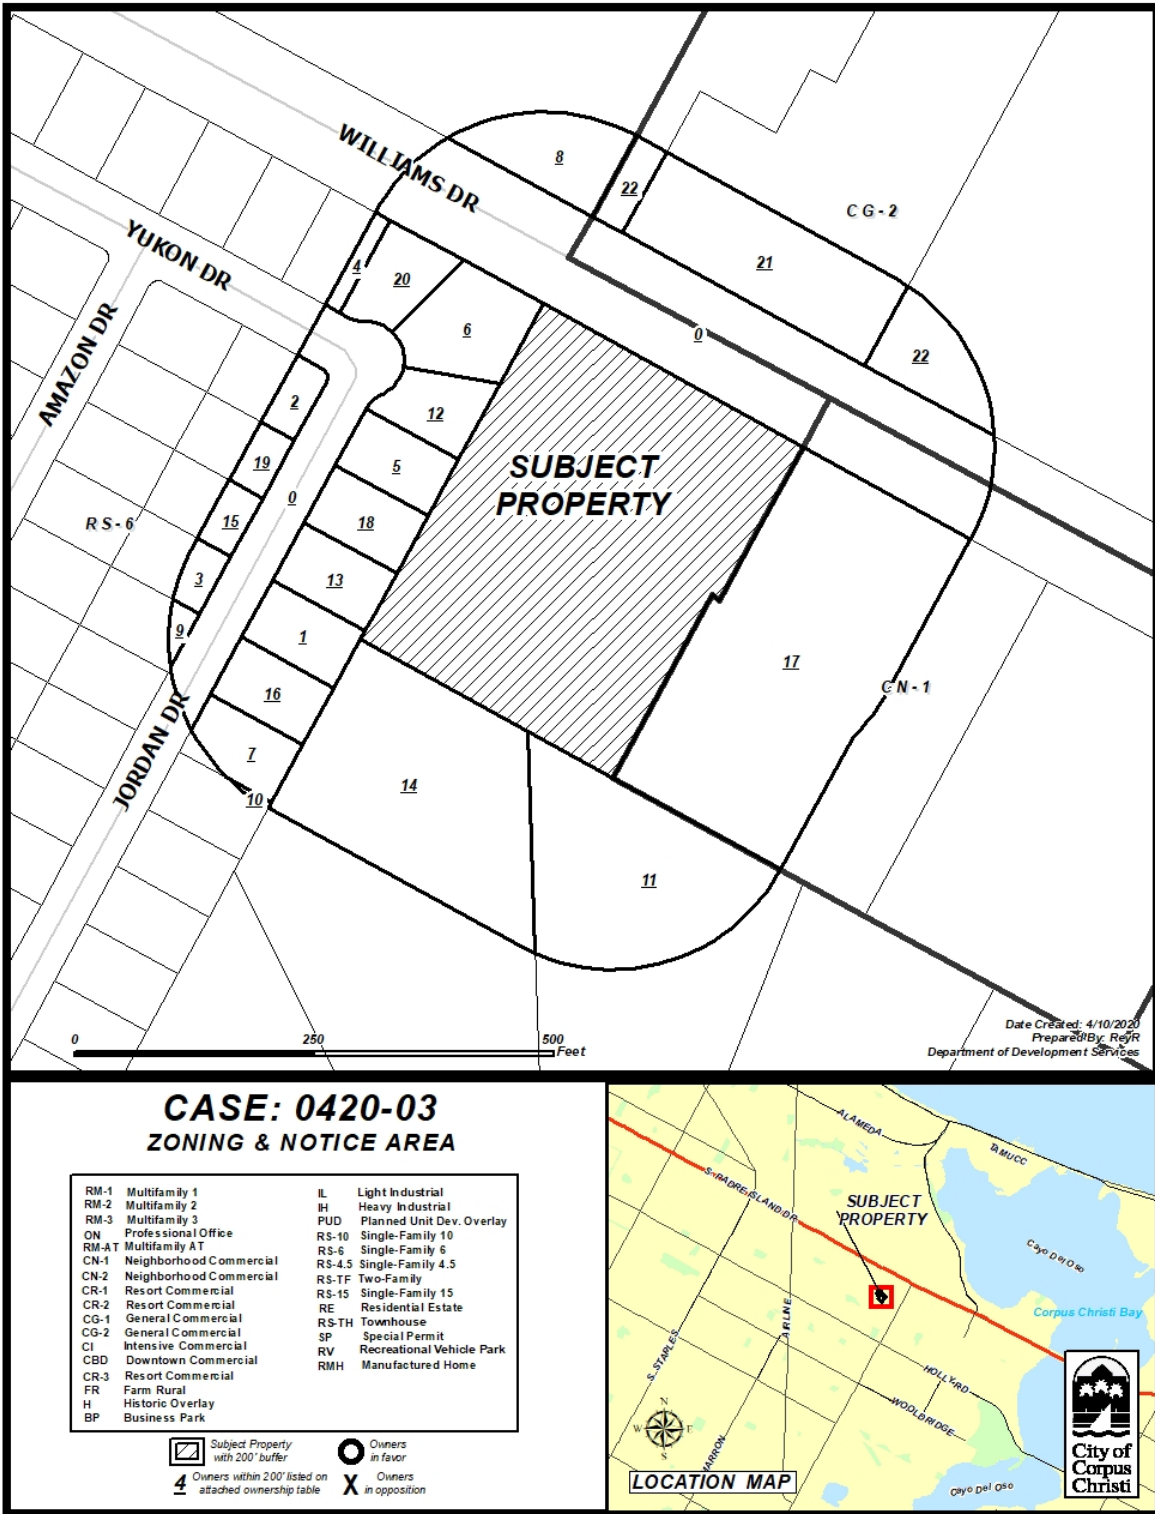 WILLIAMS DR
YUKON DR
AMAZON DR
JORDAN DR
8
22
CG-2
21
4
20
6
0
22
2
12
19
5
SUBJECT
PROPERTY
0
15
18
RS-6
3
13
9
1
17
CN-1
16
7
14
10
11
0
250
500
Feet
Date Created: 4/10/2020
Prepared By: ReyR
Department of Development Services
CASE: 0420-03
ZONING & NOTICE AREA
RM-1 Multifamily 1
RM-2 Multifamily 2
RM-3 Multifamily 3
ON Professional Office
RM-AT Multifamily AT
CN-1 Neighborhood Commercial
CN-2 Neighborhood Commercial
CR-1 Resort Commercial
CR-2 Resort Commercial
CG-1 General Commercial
CG-2 General Commercial
CI Intensive Commercial
CBD Downtown Commercial
CR-3 Resort Commercial
FR Farm Rural
H Historic Overlay
BP Business Park
IL Light Industrial
IH Heavy Industrial
PUD Planned Unit Dev. Overlay
RS-10 Single-Family 10
RS-6 Single-Family 6
RS-4.5 Single-Family 4.5
RS-TF Two-Family
RS-15 Single-Family 15
RE Residential Estate
RS-TH Townhouse
SP Special Permit
RV Recreational Vehicle Park
RMH Manufactured Home
Subject Property
with 200' buffer
Owners
in favor
4 Owners within 200' listed on
attached ownership table
X Owners
in opposition
ALAMEDA
TAMUCC
S PADRE ISLAND DR
SUBJECT
PROPERTY
Cayo Del Oso
Corpus Christi Bay
AIRLINE
S. STAPLES
HOLLY RD
WOOLDRIDGE
N
W
E
S
LOCATION MAP
Cayo Del Oso
City of
Corpus
Christi